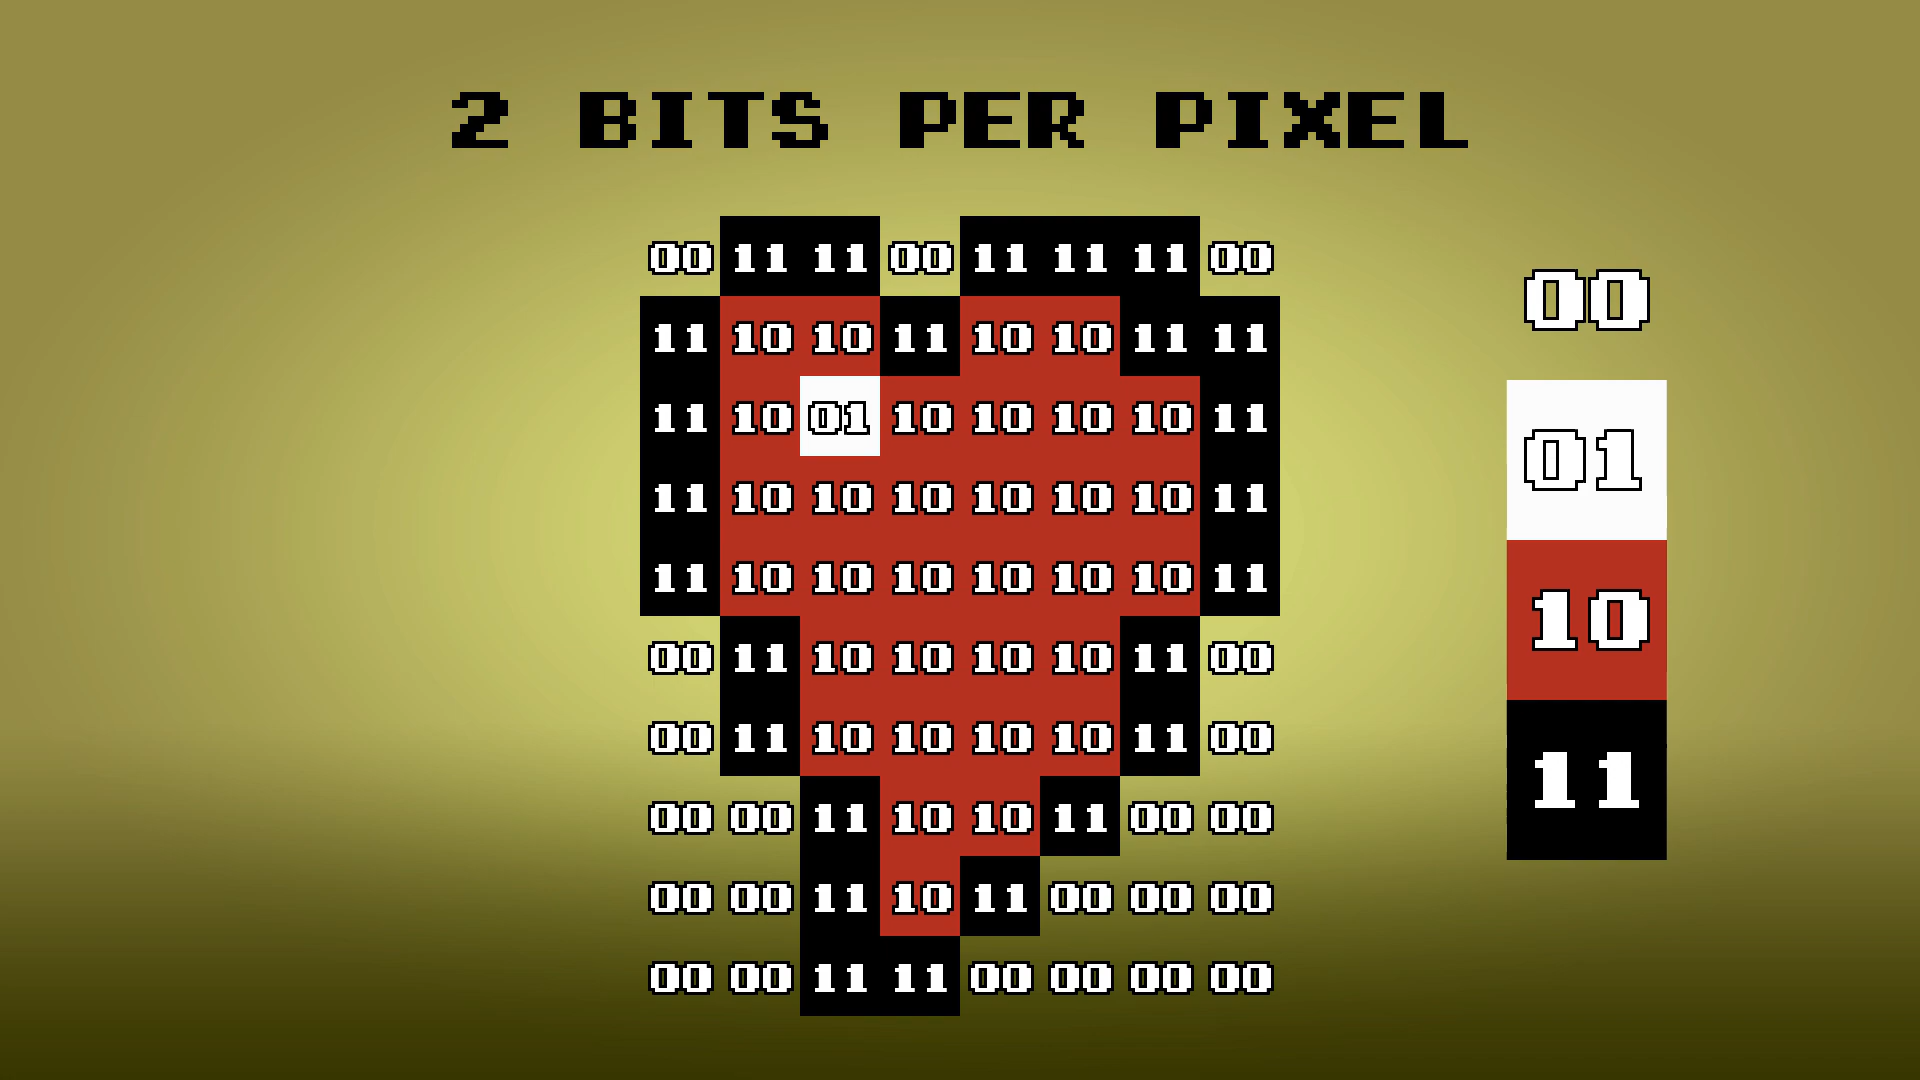 2 BITS PER PIXEL
00 11 11 00 11 11 11 00
11 10 10 11 10 10 11 11
11 10 01 10 10 10 10 11
11 10 10 10 10 10 10 11
11 10 10 10 10 10 10 11
00 11 10 10 10 10 11 00
00 11 10 10 10 10 11 00
00 00 11 10 10 11 00 00
00 00 11 10 11 00 00 00
00 00 11 11 00 00 00 00
00
01
10
11